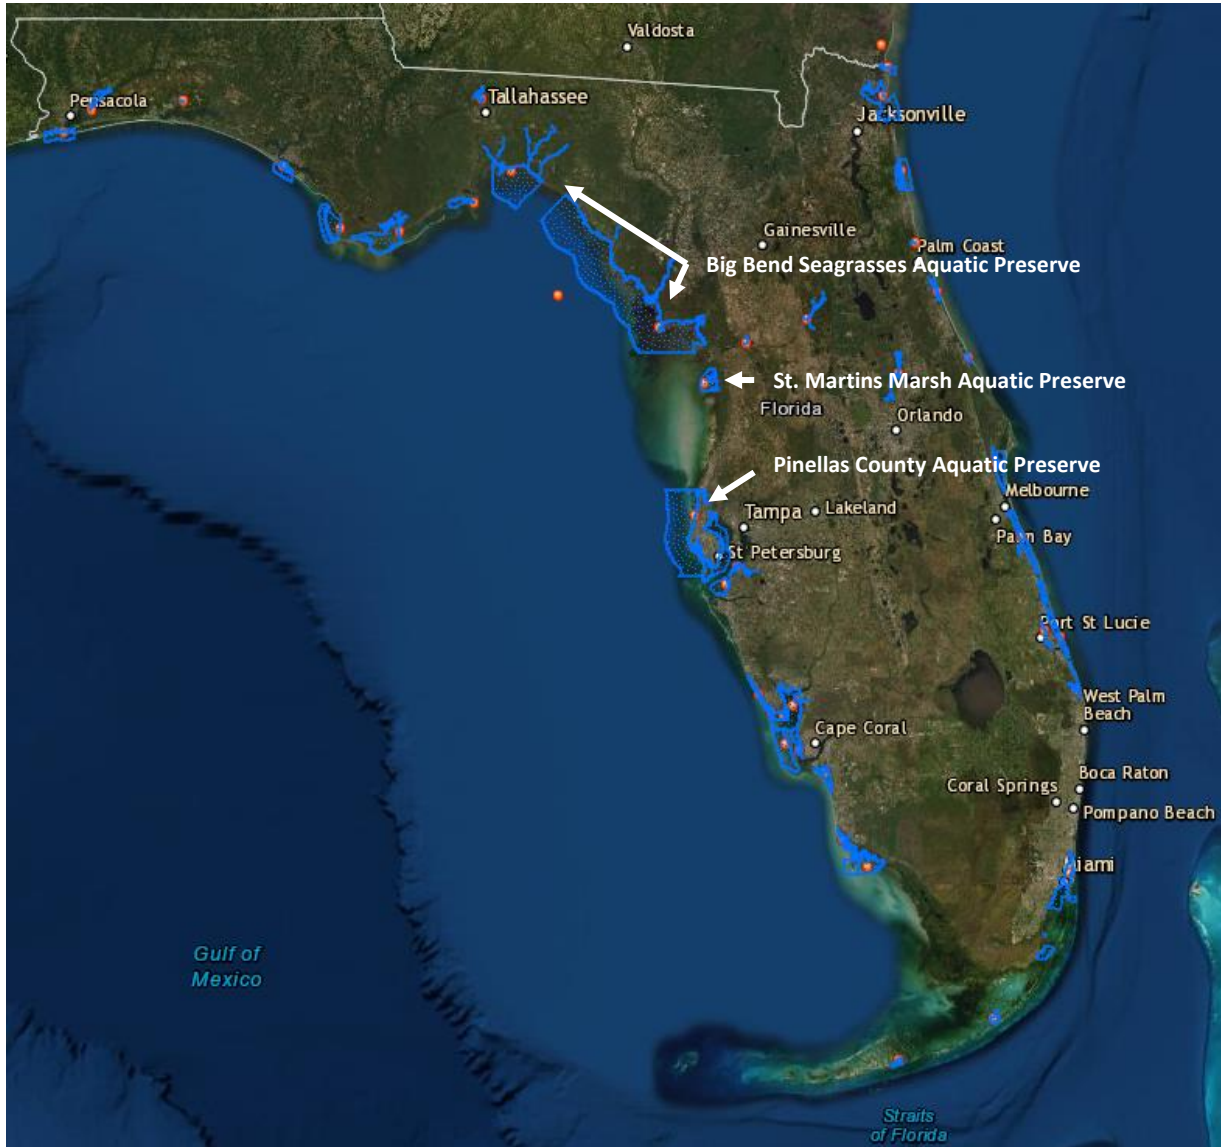 Valdosta
Pensacola
Tallahassee
Jacksonville
Gainesville
Palm Coast
Big Bend Seagrasses Aquatic Preserve
St. Martins Marsh Aquatic Preserve
Florida
Orlando
Pinellas County Aquatic Preserve
Melbourne
Tampa
Lakeland
Palm Bay
St Petersburg
Port St Lucie
West Palm
Beach
Cape Coral
Boca Raton
Coral Springs
Pompano Beach
Miami
Gulf of
Mexico
Straits
of Florida